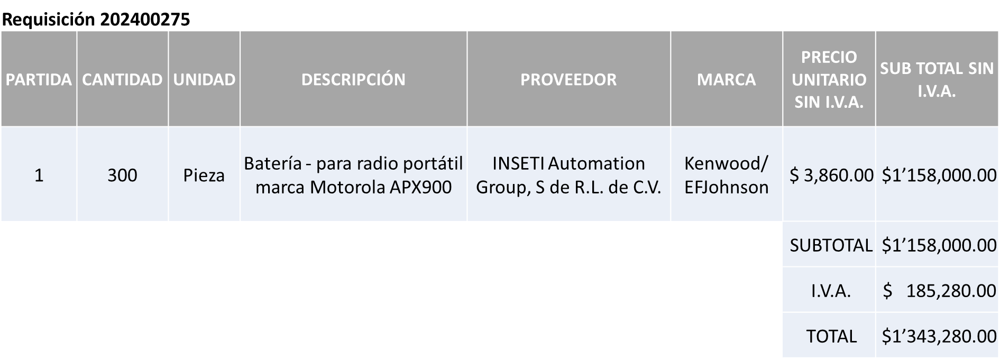 Requisición 202400275
PARTIDA CANTIDAD UNIDAD DESCRIPCIÓN PROVEEDOR MARCA PRECIO UNITARIO SIN I.V.A. SUB TOTAL SIN I.V.A.
1 300 Pieza Batería - para radio portátil marca Motorola APX900 INSETI Automation Group, S de R.L. de C.V. Kenwood/ EFJohnson $ 3,860.00 $1’158,000.00
SUBTOTAL $1’158,000.00
I.V.A. $ 185,280.00
TOTAL $1’343,280.00